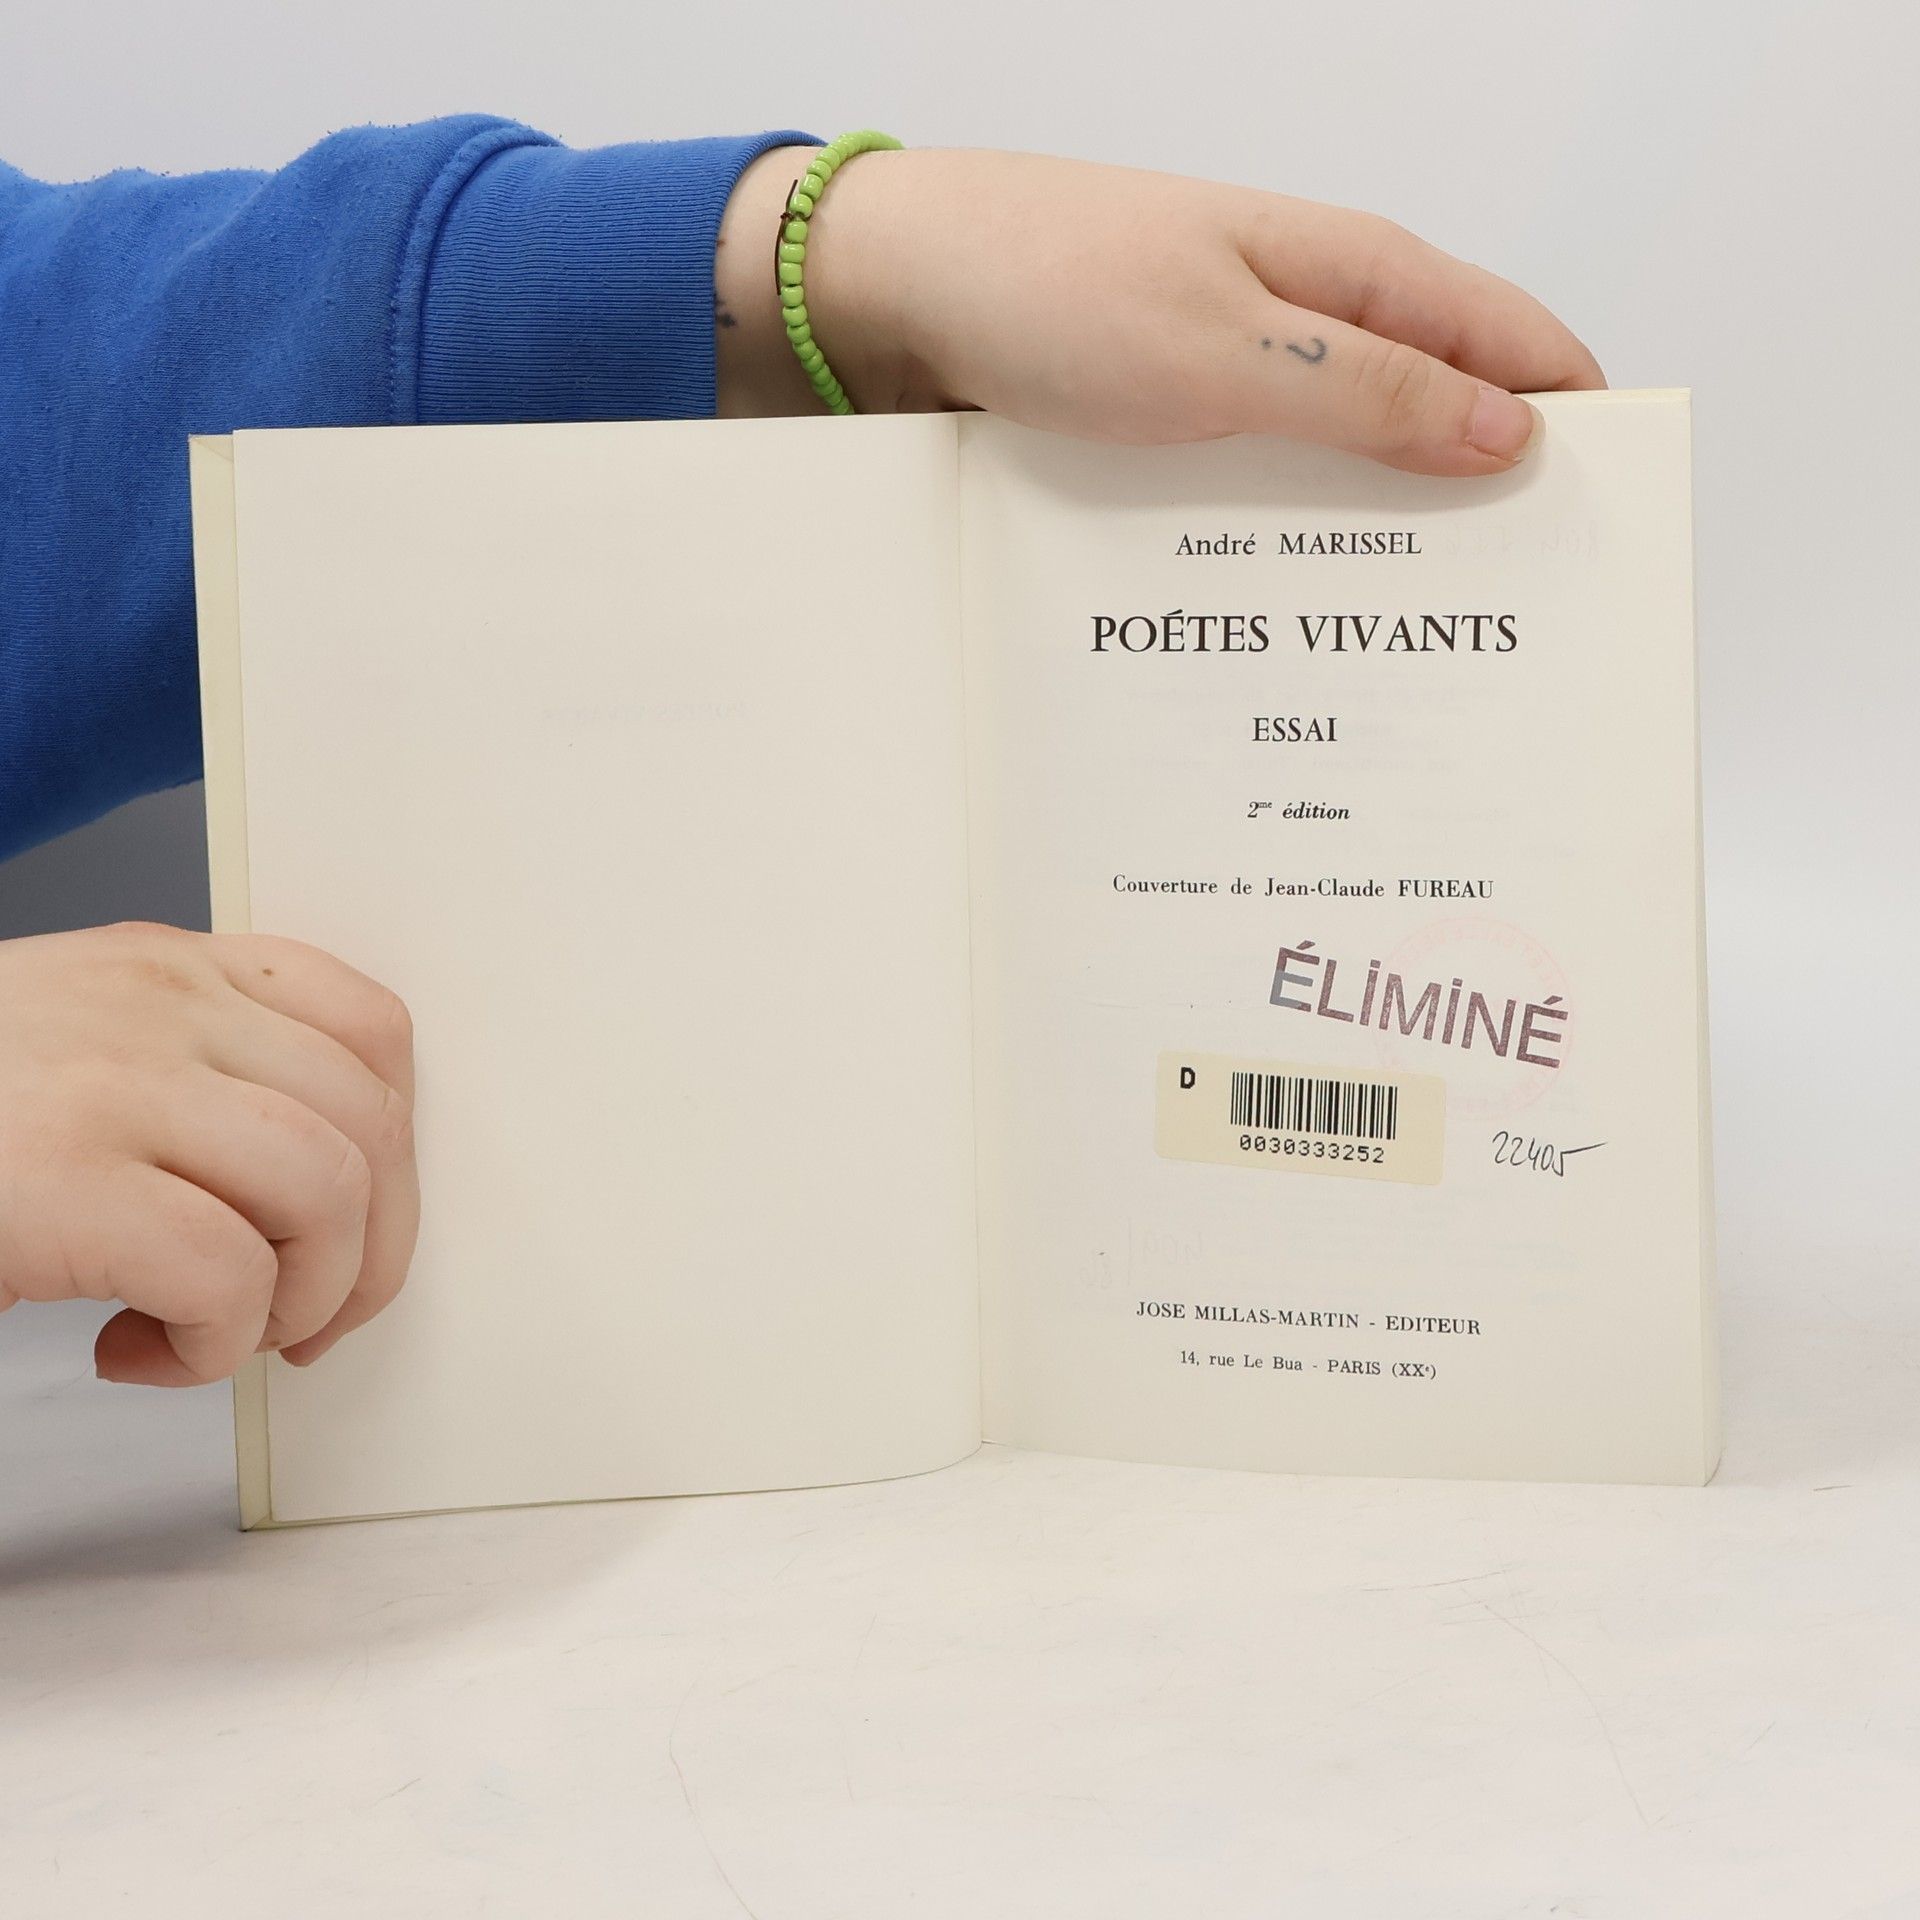 André MARISSEL
POÉTES VIVANTS
ESSAI
2me édition
Couverture de Jean-Claude FUREAU
ÉLIMINÉ
D
0030333252
22405
JOSE MILLAS-MARTIN - EDITEUR
14, rue Le Bua - PARIS (XXe)